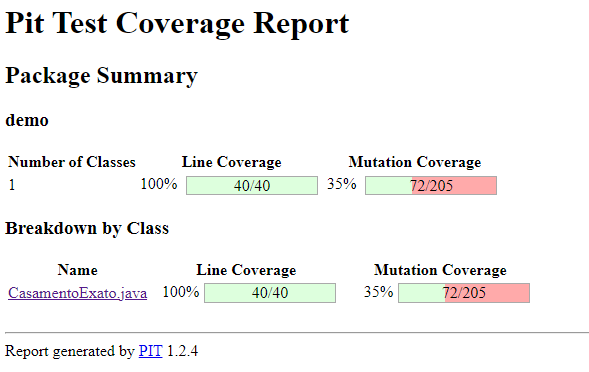 Pit Test Coverage Report
Package Summary
demo
Number of Classes Line Coverage Mutation Coverage
1 100% 40/40 35% 72/205
Breakdown by Class
Name Line Coverage Mutation Coverage
CasamentoExato.java 100% 40/40 35% 72/205
Report generated by PIT 1.2.4